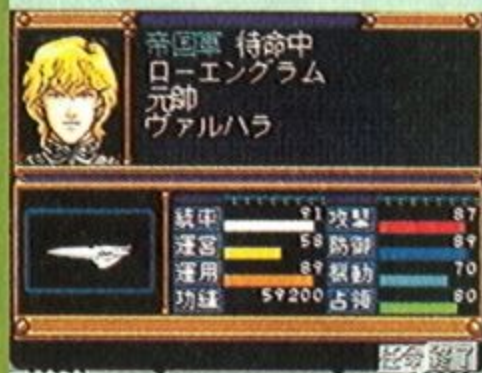 帝国軍 待命中
ローエングラム
元帥
ヴァルハラ
統率 91 攻撃 87
運営 58 防御 89
運用 89 機動 70
功績 59200 占領 80
任命 終了